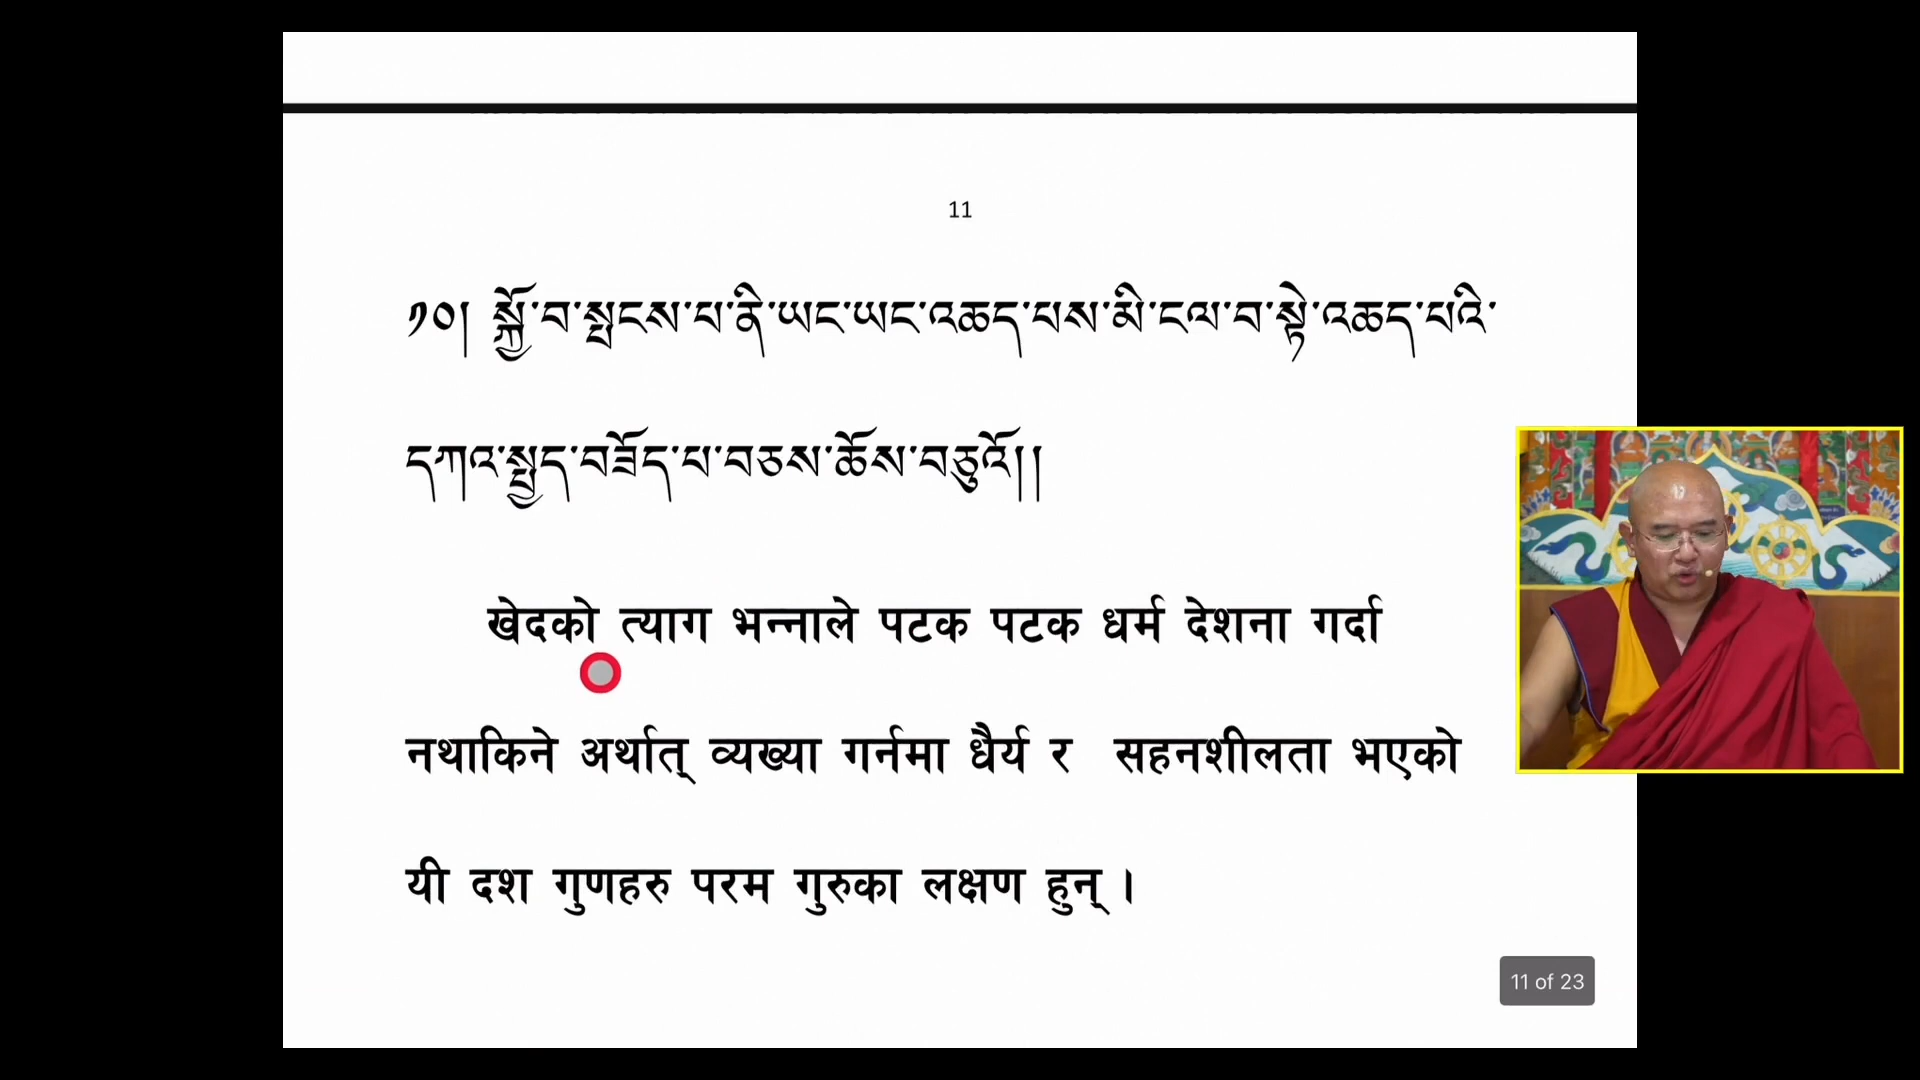 11
༡༠། སྐྱོ་བ་སྤངས་པ་ནི་ཡང་ཡང་འཆད་པས་མི་ངལ་བ་སྟེ་འཆད་པའི་
དཀའ་སྤྱད་བཟོད་པ་བཅས་ཆོས་བཅུའོ།།
खेदको त्याग भन्नाले पटक पटक धर्म देशना गर्दा
नथाकिने अर्थात् व्यख्या गर्नमा धैर्य र सहनशीलता भएको
यी दश गुणहरु परम गुरुका लक्षण हुन् ।
11 of 23